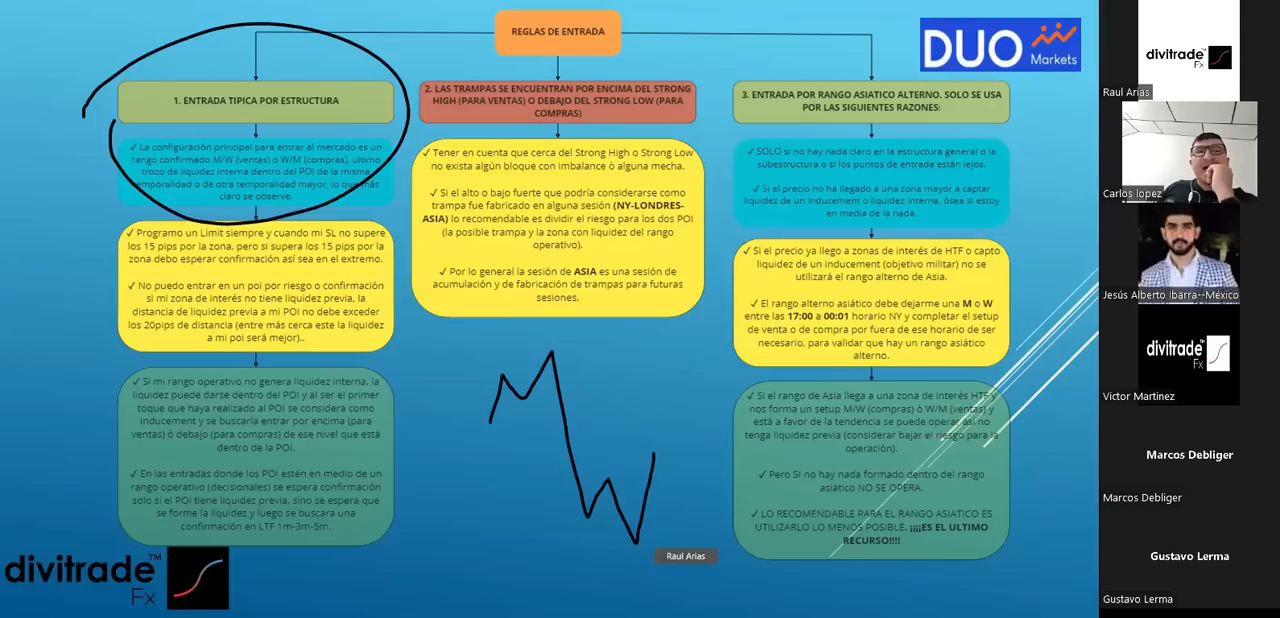 REGLAS DE ENTRADA
DUO
Markets
1. ENTRADA TIPICA POR ESTRUCTURA
✓ La configuración principal para entrar al mercado es un
rango confirmado M/W (ventas) o W/M (compras), ultimo
trozo de liquidez interna dentro del POI de la misma
temporalidad o de otra temporalidad mayor, lo que más
claro se observe.
✓ Programo un Limit siempre y cuando mi SL no supere
los 15 pips por la zona, pero si supera los 15 pips por la
zona debo esperar confirmación así sea en el extremo.
✓ No puedo entrar en un poi por riesgo o confirmación
si mi zona de interés no tiene liquidez previa, la
distancia de liquidez previa a mi POI no debe exceder
los 20pips de distancia (entre más cerca este la liquidez
a mi poi será mejor)..
✓ Si mi rango operativo no genera liquidez interna, la
liquidez puede darse dentro del POI y al ser el primer
toque que haya realizado al POI se considera como
inducement y se buscaría entrar por encima (para
ventas) ò debajo (para compras) de ese nivel que está
dentro de la POI.
✓ En las entradas donde los POI estén en medio de un
rango operativo (decisionales) se espera confirmación
solo si el POI tiene liquidez previa, sino se espera que
se forme la liquidez y luego se buscara una
confirmación en LTF 1m-3m-5m.
2. LAS TRAMPAS SE ENCUENTRAN POR ENCIMA DEL STRONG
HIGH (PARA VENTAS) O DEBAJO DEL STRONG LOW (PARA
COMPRAS)
✓ Tener en cuenta que cerca del Strong High o Strong Low
no exista algún bloque con imbalance ò alguna mecha.
✓ Si el alto o bajo fuerte que podría considerarse como
trampa fue fabricado en alguna sesión (NY-LONDRES-
ASIA) lo recomendable es dividir el riesgo para los dos POI
(la posible trampa y la zona con liquidez del rango
operativo).
✓ Por lo general la sesión de ASIA es una sesión de
acumulación y de fabricación de trampas para futuras
sesiones.
3. ENTRADA POR RANGO ASIATICO ALTERNO. SOLO SE USA
POR LAS SIGUIENTES RAZONES:
✓ SOLO si no hay nada claro en la estructura general o la
subestructura o si los puntos de entrada están lejos.
✓ Si el precio no ha llegado a una zona mayor a captar
liquidez de un inducement o liquidez interna, ósea si estoy
en media de la nada.
✓ Si el precio ya llego a zonas de interés de HTF o capto
liquidez de un inducement (objetivo militar) no se
utilizará el rango alterno de Asia.
✓ El rango alterno asiático debe dejarme una M o W
entre las 17:00 a 00:01 horario NY y completar el setup
de venta o de compra por fuera de ese horario de ser
necesario, para validar que hay un rango asiático
alterno.
✓ Si el rango de Asia llega a una zona de interés HTF y
nos forma un setup M/W (compras) ò W/M (ventas) y
está a favor de la tendencia se puede operar así no
tenga liquidez previa (considerar bajar el riesgo para la
operación).
✓ Pero Si no hay nada formado dentro del rango
asiático NO SE OPERA.
✓ LO RECOMENDABLE PARA EL RANGO ASIATICO ES
UTILIZARLO LO MENOS POSIBLE. ¡¡¡¡ES EL ULTIMO
RECURSO!!!!
Raul Arias
divitrade™
Fx
divitrade
Fx
Raul Arias
Carlos lopez
Jesús Alberto Ibarra--México
divitrade
Fx
Victor Martinez
Marcos Debliger
Marcos Debliger
Gustavo Lerma
Gustavo Lerma